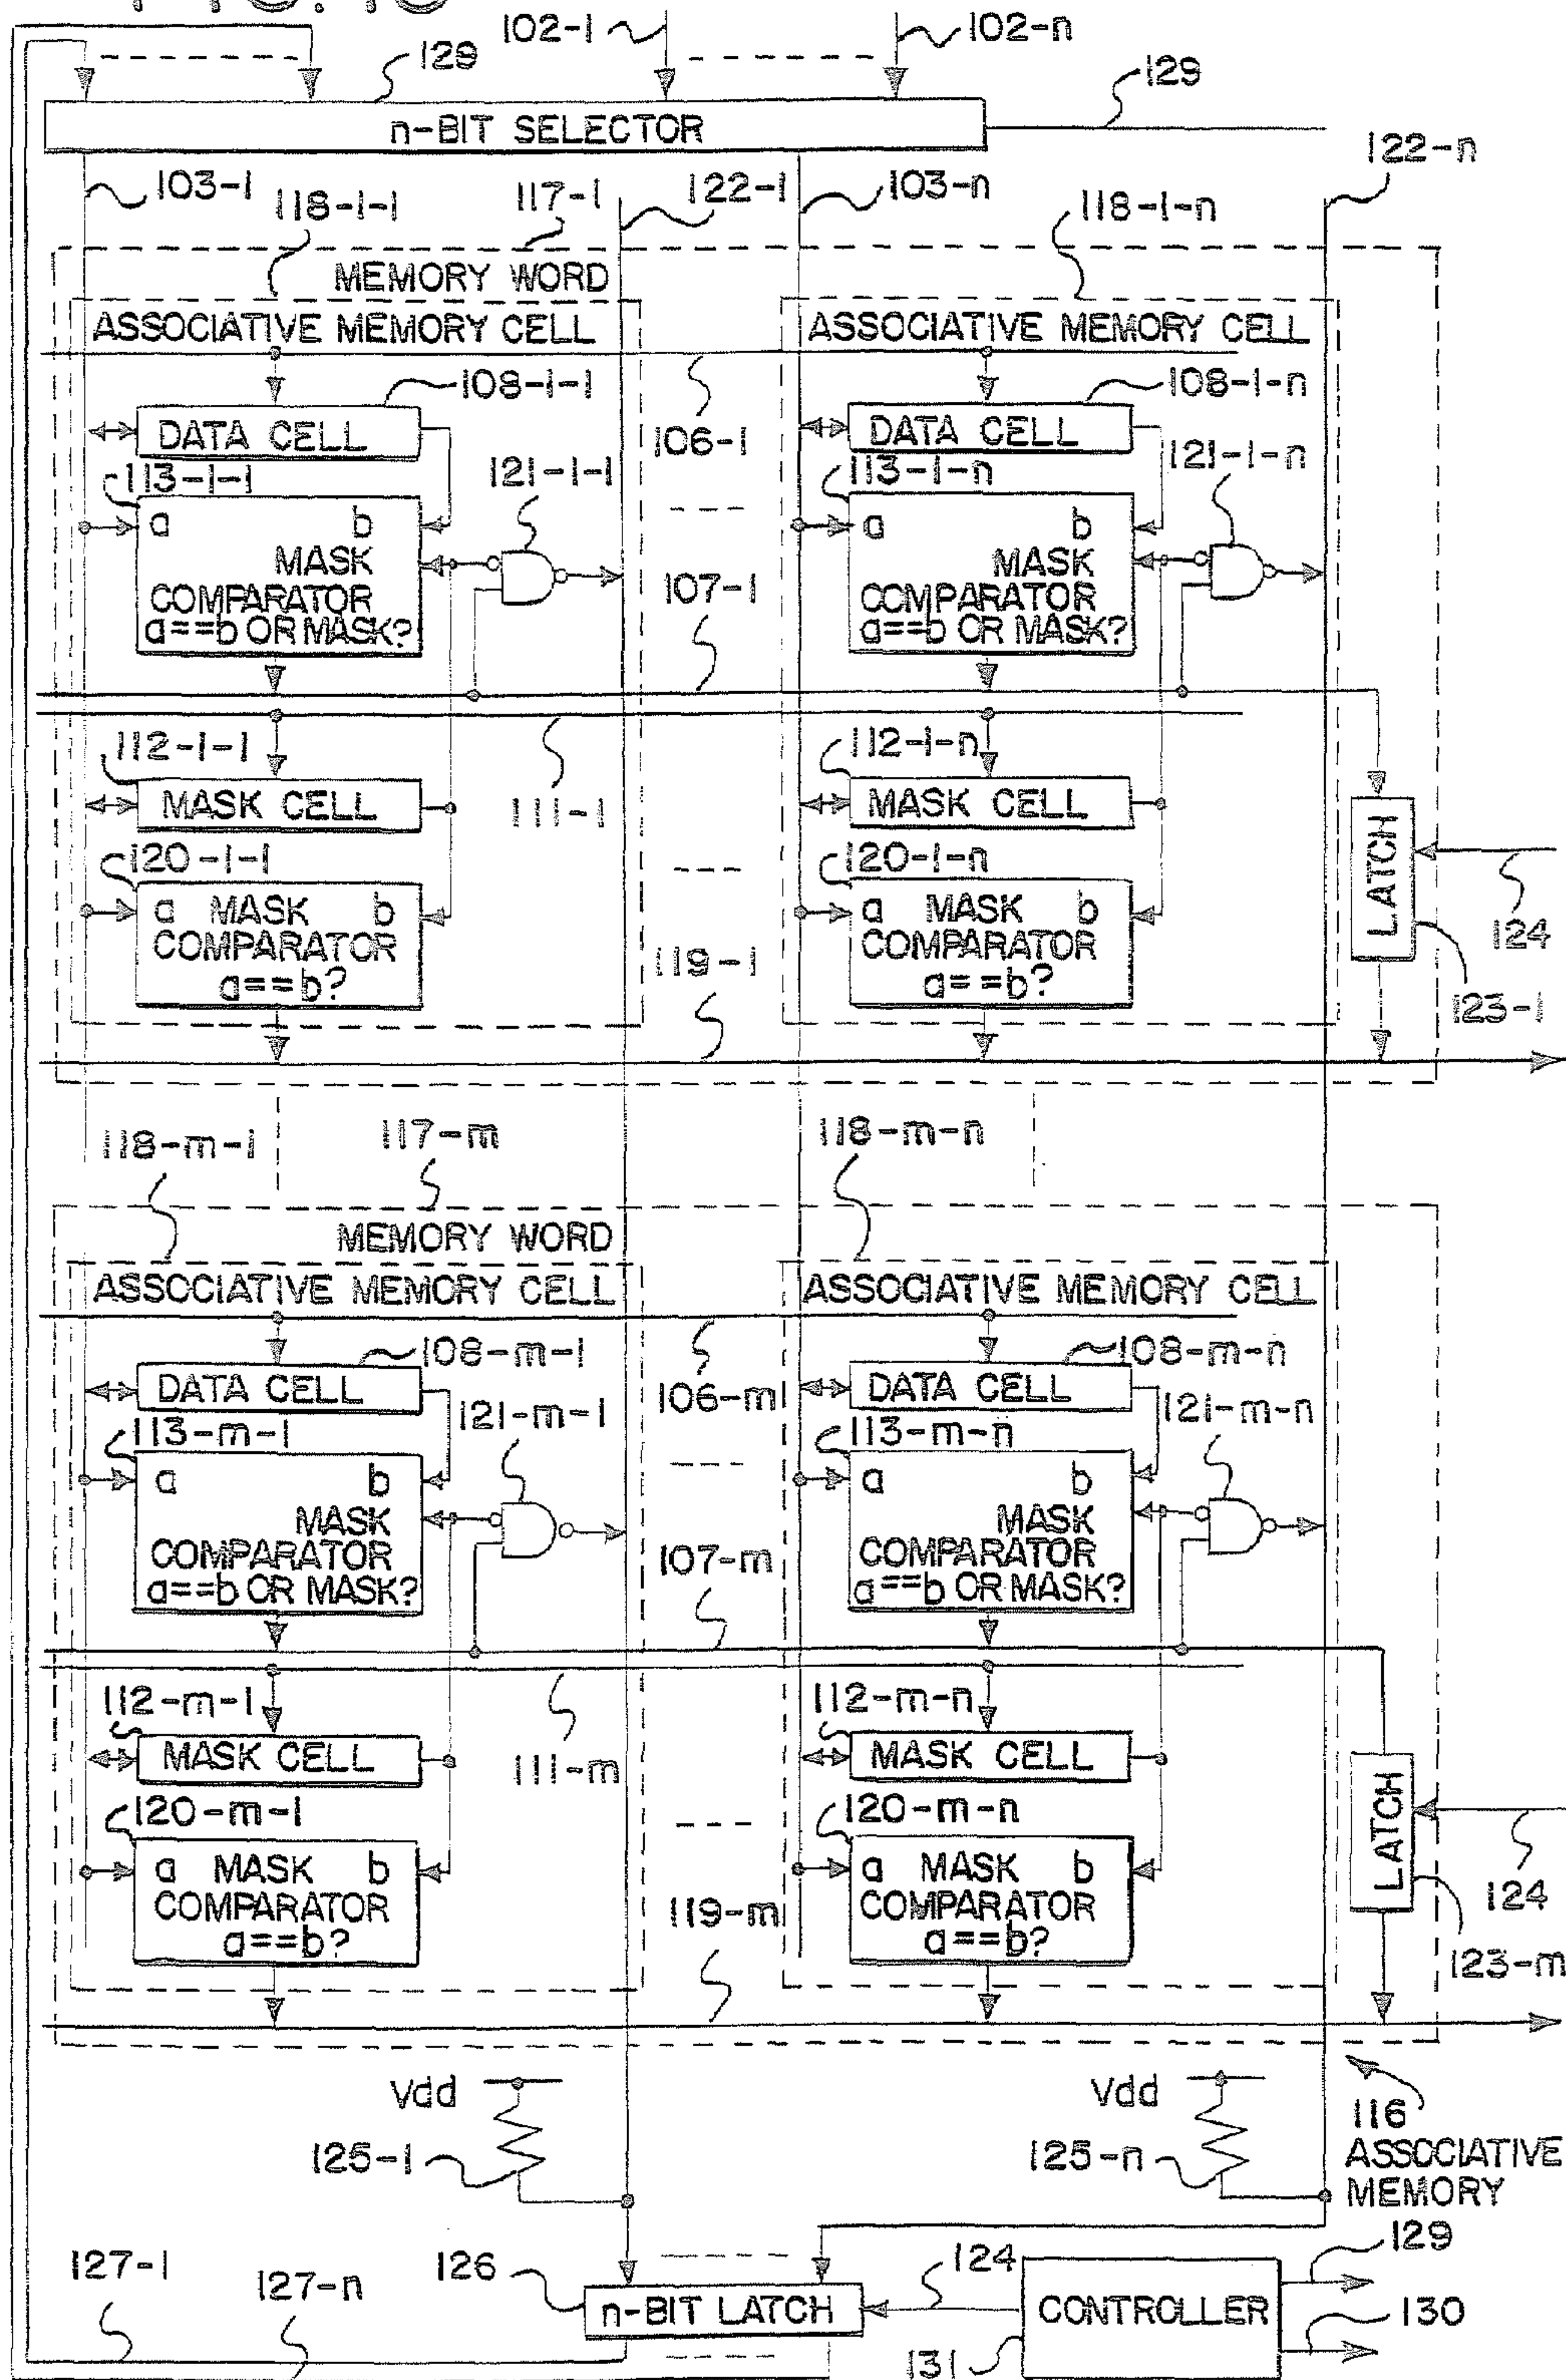 102-1 102-n
129
129
n-BIT SELECTOR
122-n
103-1 117-1 122-1 103-n
118-1-1 118-1-n
MEMORY WORD
ASSOCIATIVE MEMORY CELL ASSOCIATIVE MEMORY CELL
108-1-1 108-1-n
DATA CELL 106-1 DATA CELL
113-1-1 121-1-1 113-1-n 121-1-n
a b a b
MASK MASK
COMPARATOR 107-1 COMPARATOR
a==b OR MASK? a==b OR MASK?
112-1-1 112-1-n
MASK CELL 111-1 MASK CELL
LATCH
120-1-1 120-1-n
a MASK b a MASK b
COMPARATOR 119-1 COMPARATOR 124
a==b? a==b?
123-1
118-m-1 117-m 118-m-n
MEMORY WORD
ASSOCIATIVE MEMORY CELL ASSOCIATIVE MEMORY CELL
108-m-1 108-m-n
DATA CELL 106-m DATA CELL
113-m-1 121-m-1 113-m-n 121-m-n
a b a b
MASK MASK
COMPARATOR 107-m COMPARATOR
a==b OR MASK? a==b OR MASK?
112-m-1 112-m-n
MASK CELL 111-m MASK CELL
LATCH
120-m-1 120-m-n
a MASK b a MASK b
COMPARATOR 119-m COMPARATOR 124
a==b? a==b?
123-m
Vdd Vdd
125-1 125-n
116
ASSOCIATIVE
MEMORY
127-1 127-n 126 124 129
n-BIT LATCH CONTROLLER 130
131